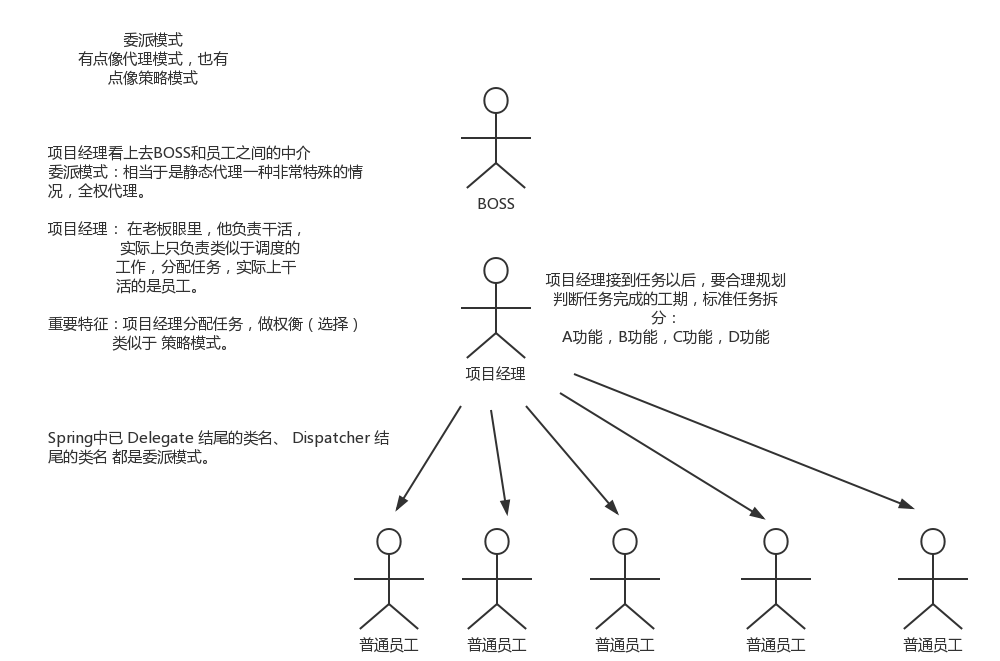 委派模式
有点像代理模式，也有
点像策略模式
项目经理看上去BOSS和员工之间的中介
委派模式：相当于是静态代理一种非常特殊的情
况，全权代理。
项目经理： 在老板眼里，他负责干活，
实际上只负责类似于调度的
工作，分配任务，实际上干
活的是员工。
重要特征：项目经理分配任务，做权衡（选择）
类似于 策略模式。
Spring中已 Delegate 结尾的类名、 Dispatcher 结
尾的类名 都是委派模式。
BOSS
项目经理接到任务以后，要合理规划
判断任务完成的工期，标准任务拆
分：
A功能，B功能，C功能，D功能
项目经理
普通员工
普通员工
普通员工
普通员工
普通员工